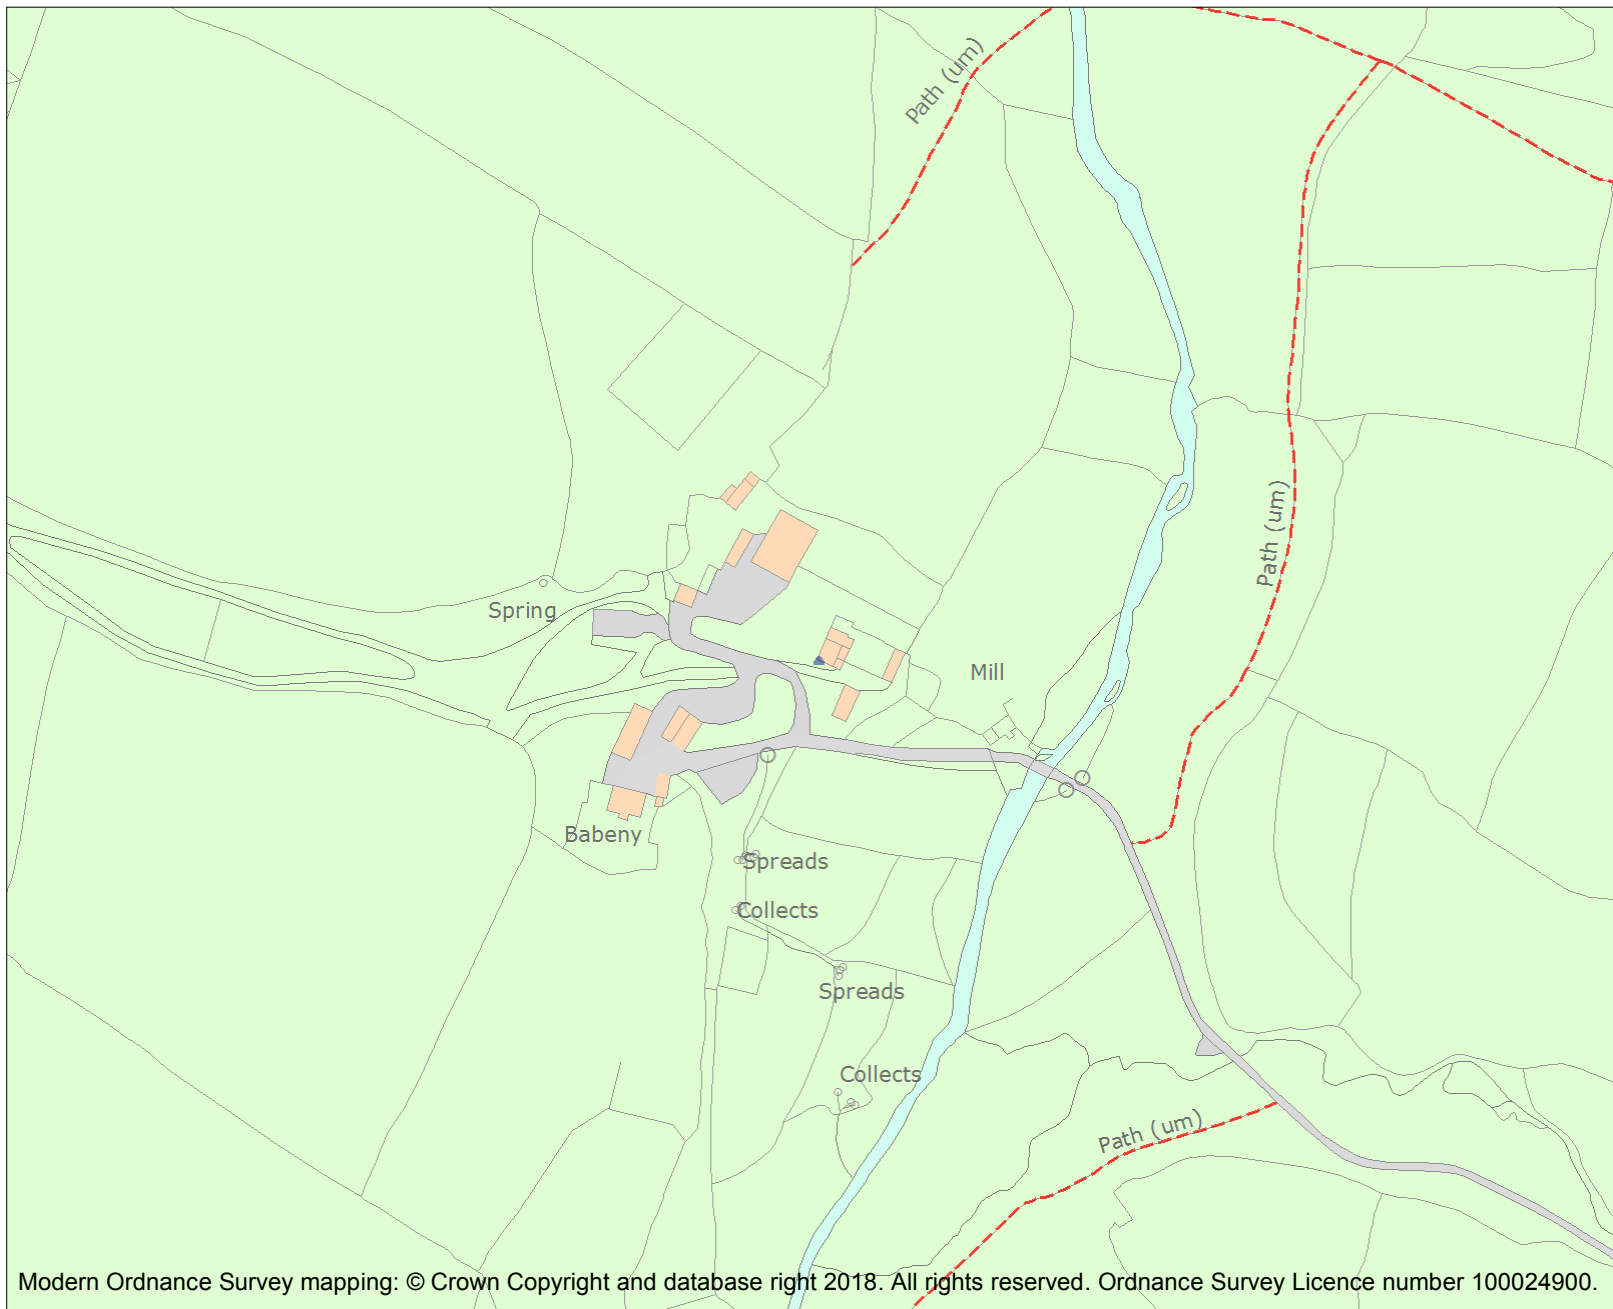 Path (um)
Path (um)
Spring
Mill
Babeny
Spreads
Collects
Spreads
Collects
Path (um)
Modern Ordnance Survey mapping: © Crown Copyright and database right 2018. All rights reserved. Ordnance Survey Licence number 100024900.